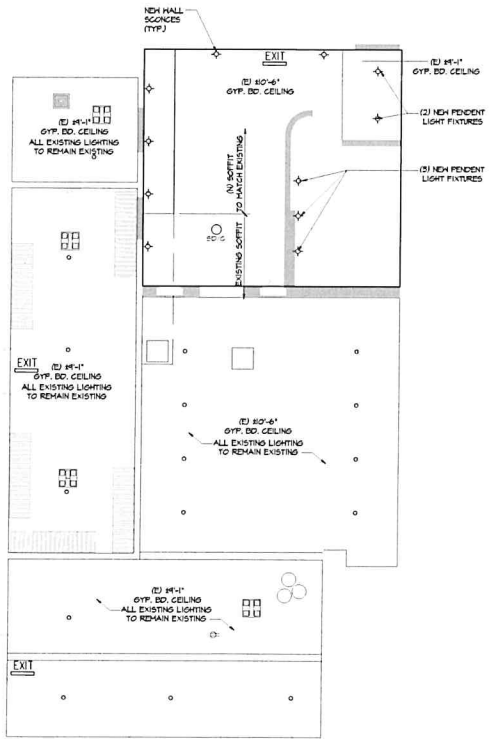 NEW WALL
SCONCES
(TYP.)
EXIT
(E) ±10'-6"
GYP. BD. CEILING
(E) ±9'-1"
GYP. BD. CEILING
(2) NEW PENDENT
LIGHT FIXTURES
(3) NEW PENDENT
LIGHT FIXTURES
(N) SOFFIT
TO MATCH EXISTING
EXISTING SOFFIT
(E) ±9'-1"
GYP. BD. CEILING
ALL EXISTING LIGHTING
TO REMAIN EXISTING
EXIT
(E) ±9'-1"
GYP. BD. CEILING
ALL EXISTING LIGHTING
TO REMAIN EXISTING
(E) ±10'-6"
GYP. BD. CEILING
ALL EXISTING LIGHTING
TO REMAIN EXISTING
(E) ±9'-1"
GYP. BD. CEILING
ALL EXISTING LIGHTING
TO REMAIN EXISTING
EXIT